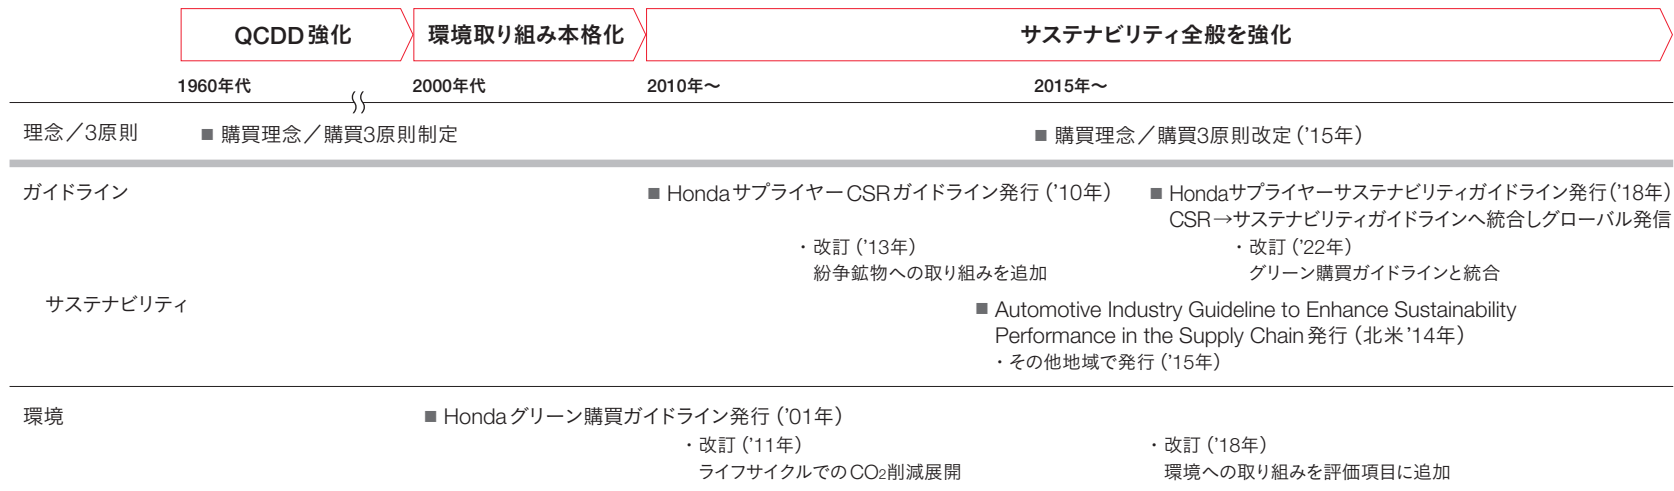 QCDD強化
環境取り組み本格化
サステナビリティ全般を強化
1960年代
2000年代
2010年〜
2015年〜
理念／3原則
■ 購買理念／購買3原則制定
■ 購買理念／購買3原則改定（'15年）
ガイドライン
■ HondaサプライヤーCSRガイドライン発行（'10年）
・改訂（'13年）
紛争鉱物への取り組みを追加
■ Hondaサプライヤーサステナビリティガイドライン発行（'18年）
CSR→サステナビリティガイドラインへ統合しグローバル発信
・改訂（'22年）
グリーン購買ガイドラインと統合
サステナビリティ
■ Automotive Industry Guideline to Enhance Sustainability
Performance in the Supply Chain発行（北米'14年）
・その他地域で発行（'15年）
環境
■ Hondaグリーン購買ガイドライン発行（'01年）
・改訂（'11年）
ライフサイクルでのCO2削減展開
・改訂（'18年）
環境への取り組みを評価項目に追加